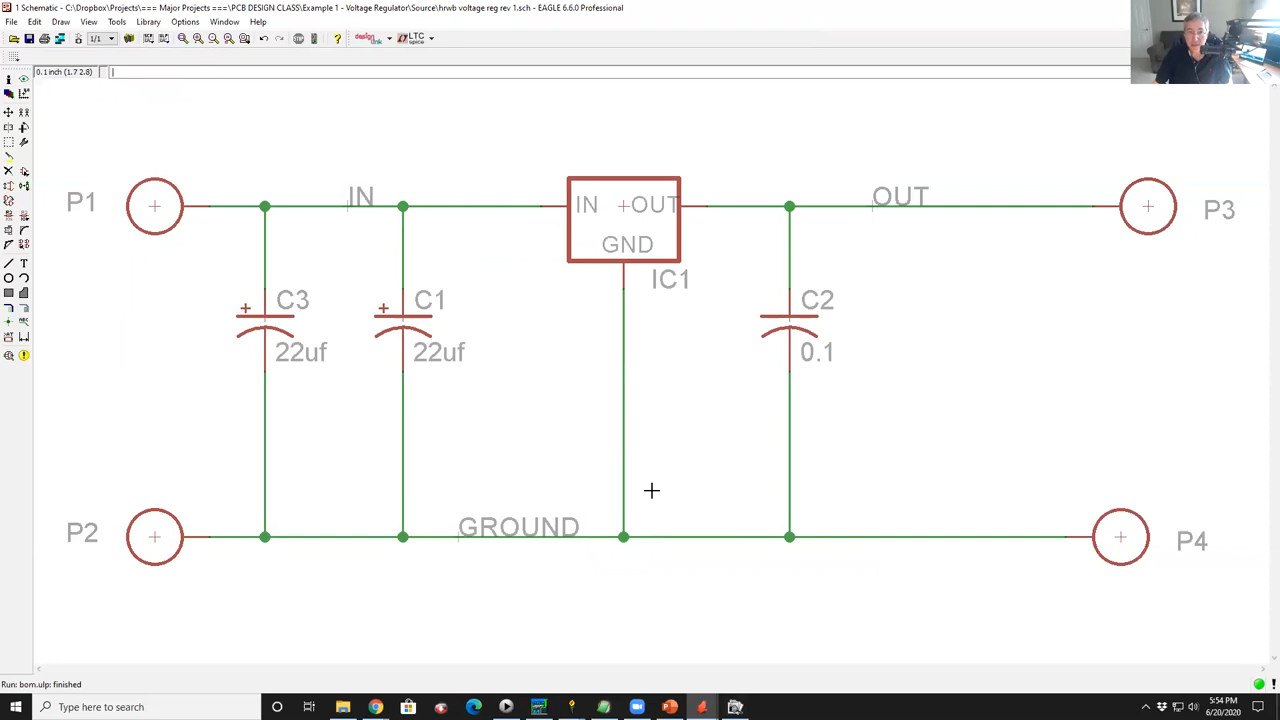 1 Schematic - C:\Dropbox\Projects\=== Major Projects ===\PCB DESIGN CLASS\Example 1 - Voltage Regulator\Source\hrwb voltage reg rev 1.sch - EAGLE 6.6.0 Professional
File Edit Draw View Tools Library Options Window Help
1/1 design link LTC spice
0.1 inch (1.7 2.8)
P1 IN IN OUT OUT P3
GND
IC1
C3 C1 C2
22uf 22uf 0.1
P2 GROUND P4
Run: bom.ulp: finished
Type here to search
5:54 PM
6/20/2020